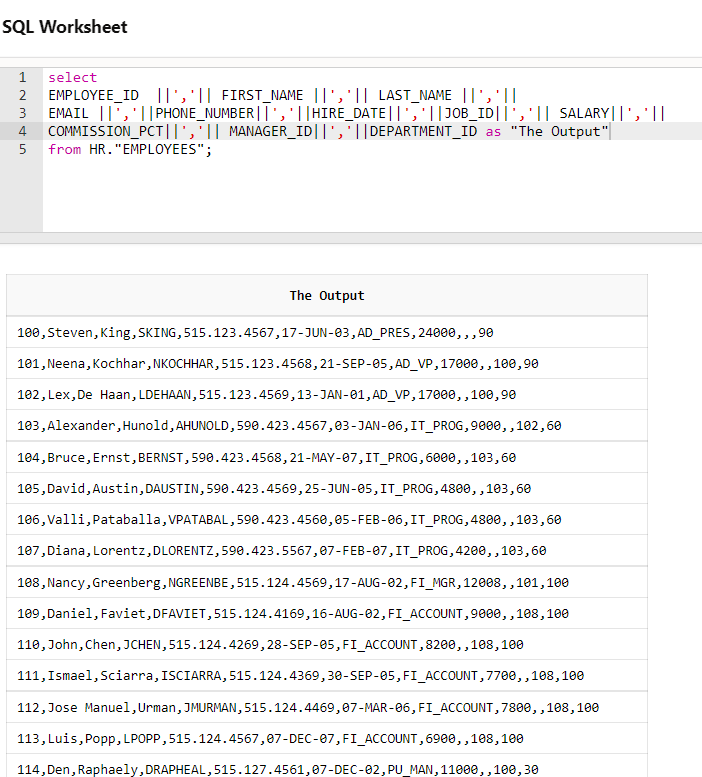 SQL Worksheet
1 select
2 EMPLOYEE_ID ||','|| FIRST_NAME ||','|| LAST_NAME ||','||
3 EMAIL ||','||PHONE_NUMBER||','||HIRE_DATE||','||JOB_ID||','|| SALARY||','||
4 COMMISSION_PCT||','|| MANAGER_ID||','||DEPARTMENT_ID as "The Output"
5 from HR."EMPLOYEES";
The Output
100,Steven,King,SKING,515.123.4567,17-JUN-03,AD_PRES,24000,,,90
101,Neena,Kochhar,NKOCHHAR,515.123.4568,21-SEP-05,AD_VP,17000,,100,90
102,Lex,De Haan,LDEHAAN,515.123.4569,13-JAN-01,AD_VP,17000,,100,90
103,Alexander,Hunold,AHUNOLD,590.423.4567,03-JAN-06,IT_PROG,9000,,102,60
104,Bruce,Ernst,BERNST,590.423.4568,21-MAY-07,IT_PROG,6000,,103,60
105,David,Austin,DAUSTIN,590.423.4569,25-JUN-05,IT_PROG,4800,,103,60
106,Valli,Pataballa,VPATABAL,590.423.4560,05-FEB-06,IT_PROG,4800,,103,60
107,Diana,Lorentz,DLORENTZ,590.423.5567,07-FEB-07,IT_PROG,4200,,103,60
108,Nancy,Greenberg,NGREENBE,515.124.4569,17-AUG-02,FI_MGR,12008,,101,100
109,Daniel,Faviet,DFAVIET,515.124.4169,16-AUG-02,FI_ACCOUNT,9000,,108,100
110,John,Chen,JCHEN,515.124.4269,28-SEP-05,FI_ACCOUNT,8200,,108,100
111,Ismael,Sciarra,ISCIARRA,515.124.4369,30-SEP-05,FI_ACCOUNT,7700,,108,100
112,Jose Manuel,Urman,JMURMAN,515.124.4469,07-MAR-06,FI_ACCOUNT,7800,,108,100
113,Luis,Popp,LPOPP,515.124.4567,07-DEC-07,FI_ACCOUNT,6900,,108,100
114,Den,Raphaely,DRAPHEAL,515.127.4561,07-DEC-02,PU_MAN,11000,,100,30